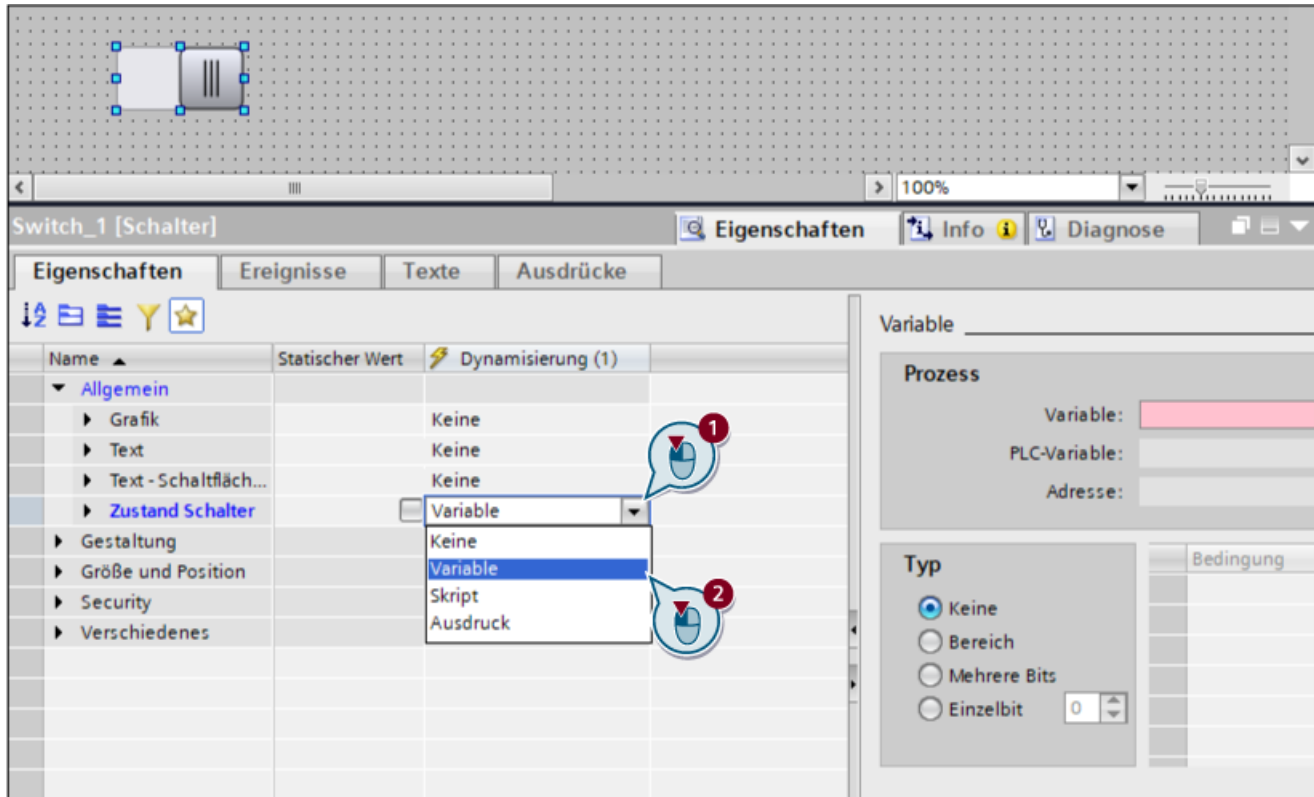 100%
Switch_1 [Schalter]
Eigenschaften
Info
Diagnose
Eigenschaften
Ereignisse
Texte
Ausdrücke
Name
Statischer Wert
Dynamisierung (1)
Allgemein
Grafik
Keine
Text
Keine
Text - Schaltfläch...
Keine
Zustand Schalter
Variable
Keine
Variable
Skript
Ausdruck
Gestaltung
Größe und Position
Security
Verschiedenes
1
2
Variable
Prozess
Variable:
PLC-Variable:
Adresse:
Typ
Keine
Bereich
Mehrere Bits
Einzelbit
0
Bedingung